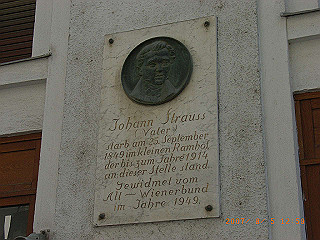 Johann Strauss
(Vater)
starb am 25. September
1849 im kleinen Ramhof,
der bis zum Jahre 1914
an dieser Stelle stand.
Gewidmet vom
Alt-Wienerbund
im Jahre 1949.